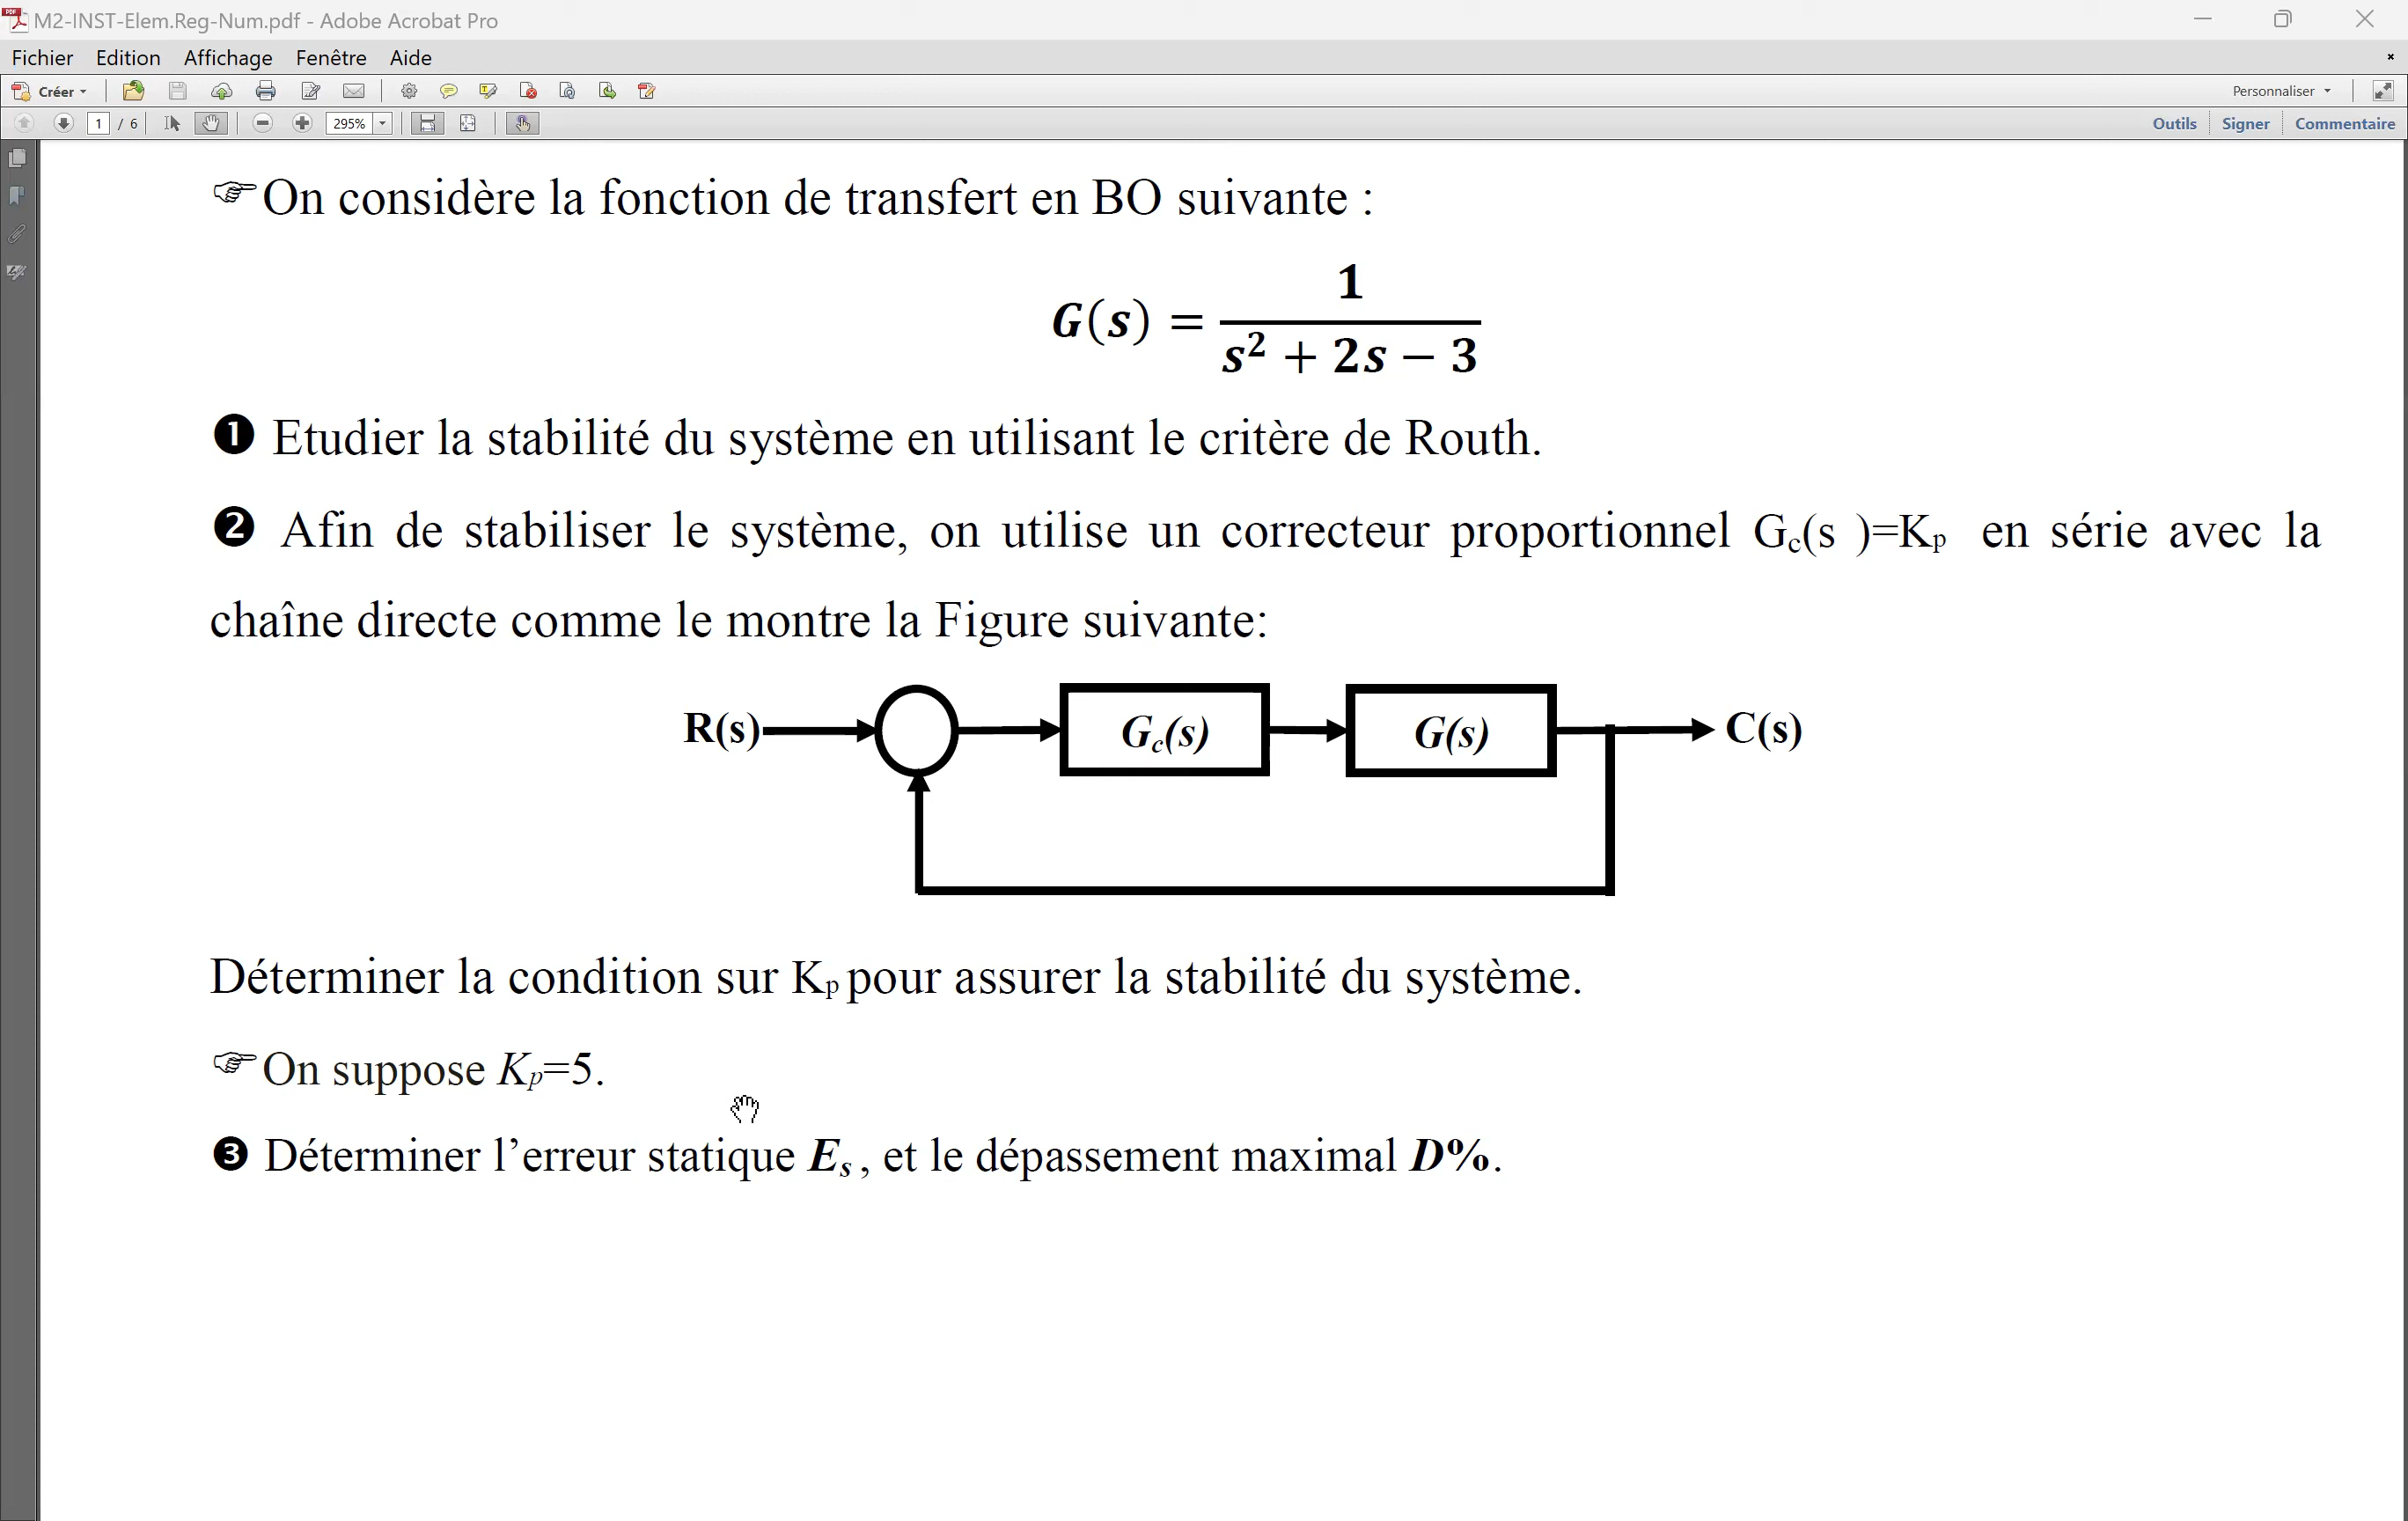 M2-INST-Elem.Reg-Num.pdf - Adobe Acrobat Pro
Fichier Edition Affichage Fenêtre Aide
Créer Personnaliser
1 / 6 295% Outils Signer Commentaire
☞On considère la fonction de transfert en BO suivante :
G(s) = 1 / (s² + 2s − 3)
❶ Etudier la stabilité du système en utilisant le critère de Routh.
❷ Afin de stabiliser le système, on utilise un correcteur proportionnel Gc(s )=Kp en série avec la
chaîne directe comme le montre la Figure suivante:
R(s) Gc(s) G(s) C(s)
Déterminer la condition sur Kp pour assurer la stabilité du système.
☞On suppose Kp=5.
❸ Déterminer l’erreur statique Es, et le dépassement maximal D%.